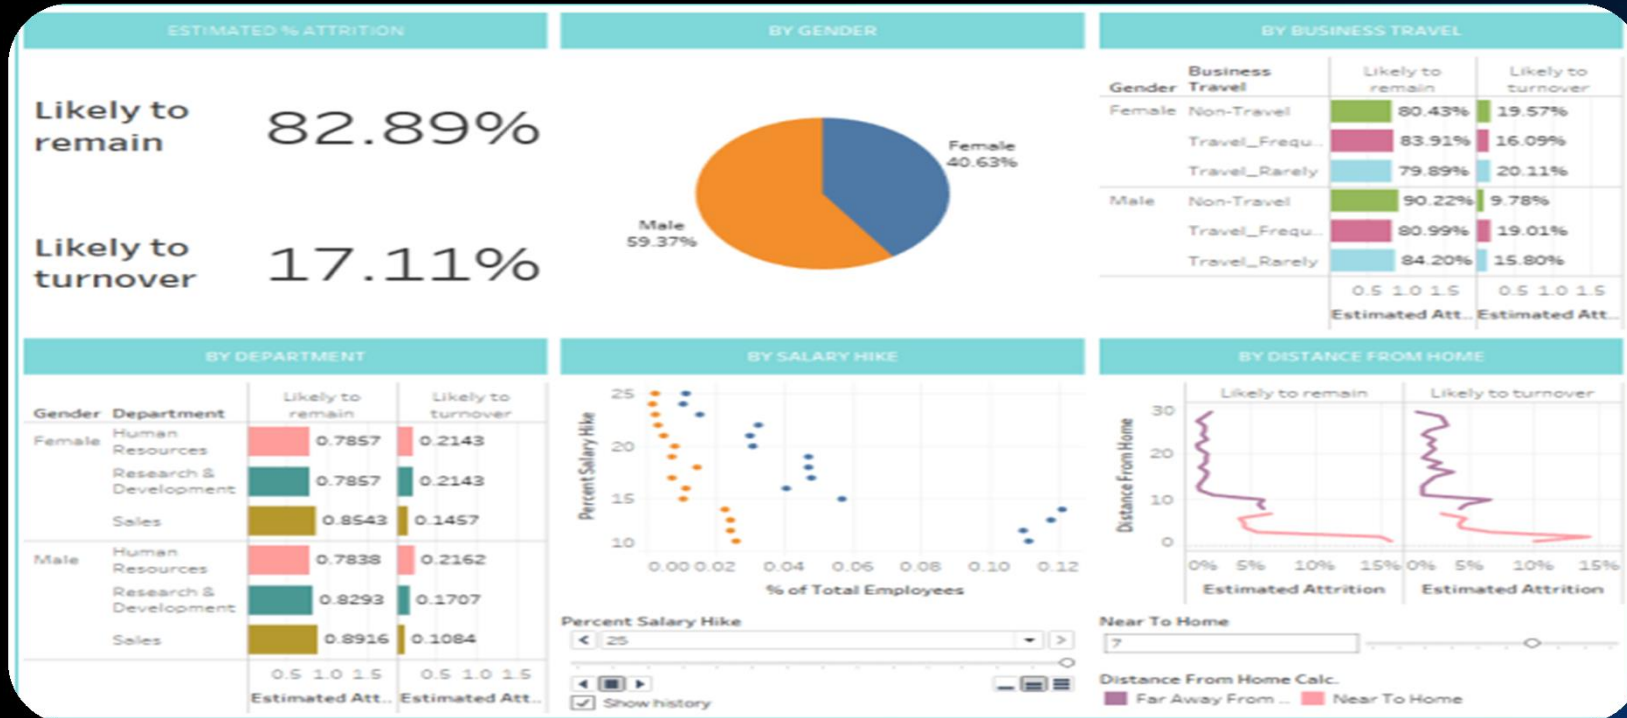 ESTIMATED % ATTRITION
Likely to
remain
82.89%
Likely to
turnover
17.11%
BY GENDER
Female
40.63%
Male
59.37%
BY BUSINESS TRAVEL
Gender Business Travel
Likely to
remain
Likely to
turnover
Female Non-Travel 80.43% 19.57%
Travel_Frequ.. 83.91% 16.09%
Travel_Rarely 79.89% 20.11%
Male Non-Travel 90.22% 9.78%
Travel_Frequ.. 80.99% 19.01%
Travel_Rarely 84.20% 15.80%
0.5 1.0 1.5 0.5 1.0 1.5
Estimated Att.. Estimated Att..
BY DEPARTMENT
Likely to
remain
Likely to
turnover
Gender Department
Female Human
Resources 0.7857 0.2143
Research &
Development 0.7857 0.2143
Sales 0.8543 0.1457
Male Human
Resources 0.7838 0.2162
Research &
Development 0.8293 0.1707
Sales 0.8916 0.1084
0.5 1.0 1.5 0.5 1.0 1.5
Estimated Att.. Estimated Att..
BY SALARY HIKE
Percent Salary Hike
25
20
15
10
0.00 0.02 0.04 0.06 0.08 0.10 0.12
% of Total Employees
Percent Salary Hike
25
Show history
BY DISTANCE FROM HOME
Likely to remain Likely to turnover
Distance From Home
30
20
10
0
0% 5% 10% 15% 0% 5% 10% 15%
Estimated Attrition Estimated Attrition
Near To Home
7
Distance From Home Calc.
Far Away From .. Near To Home